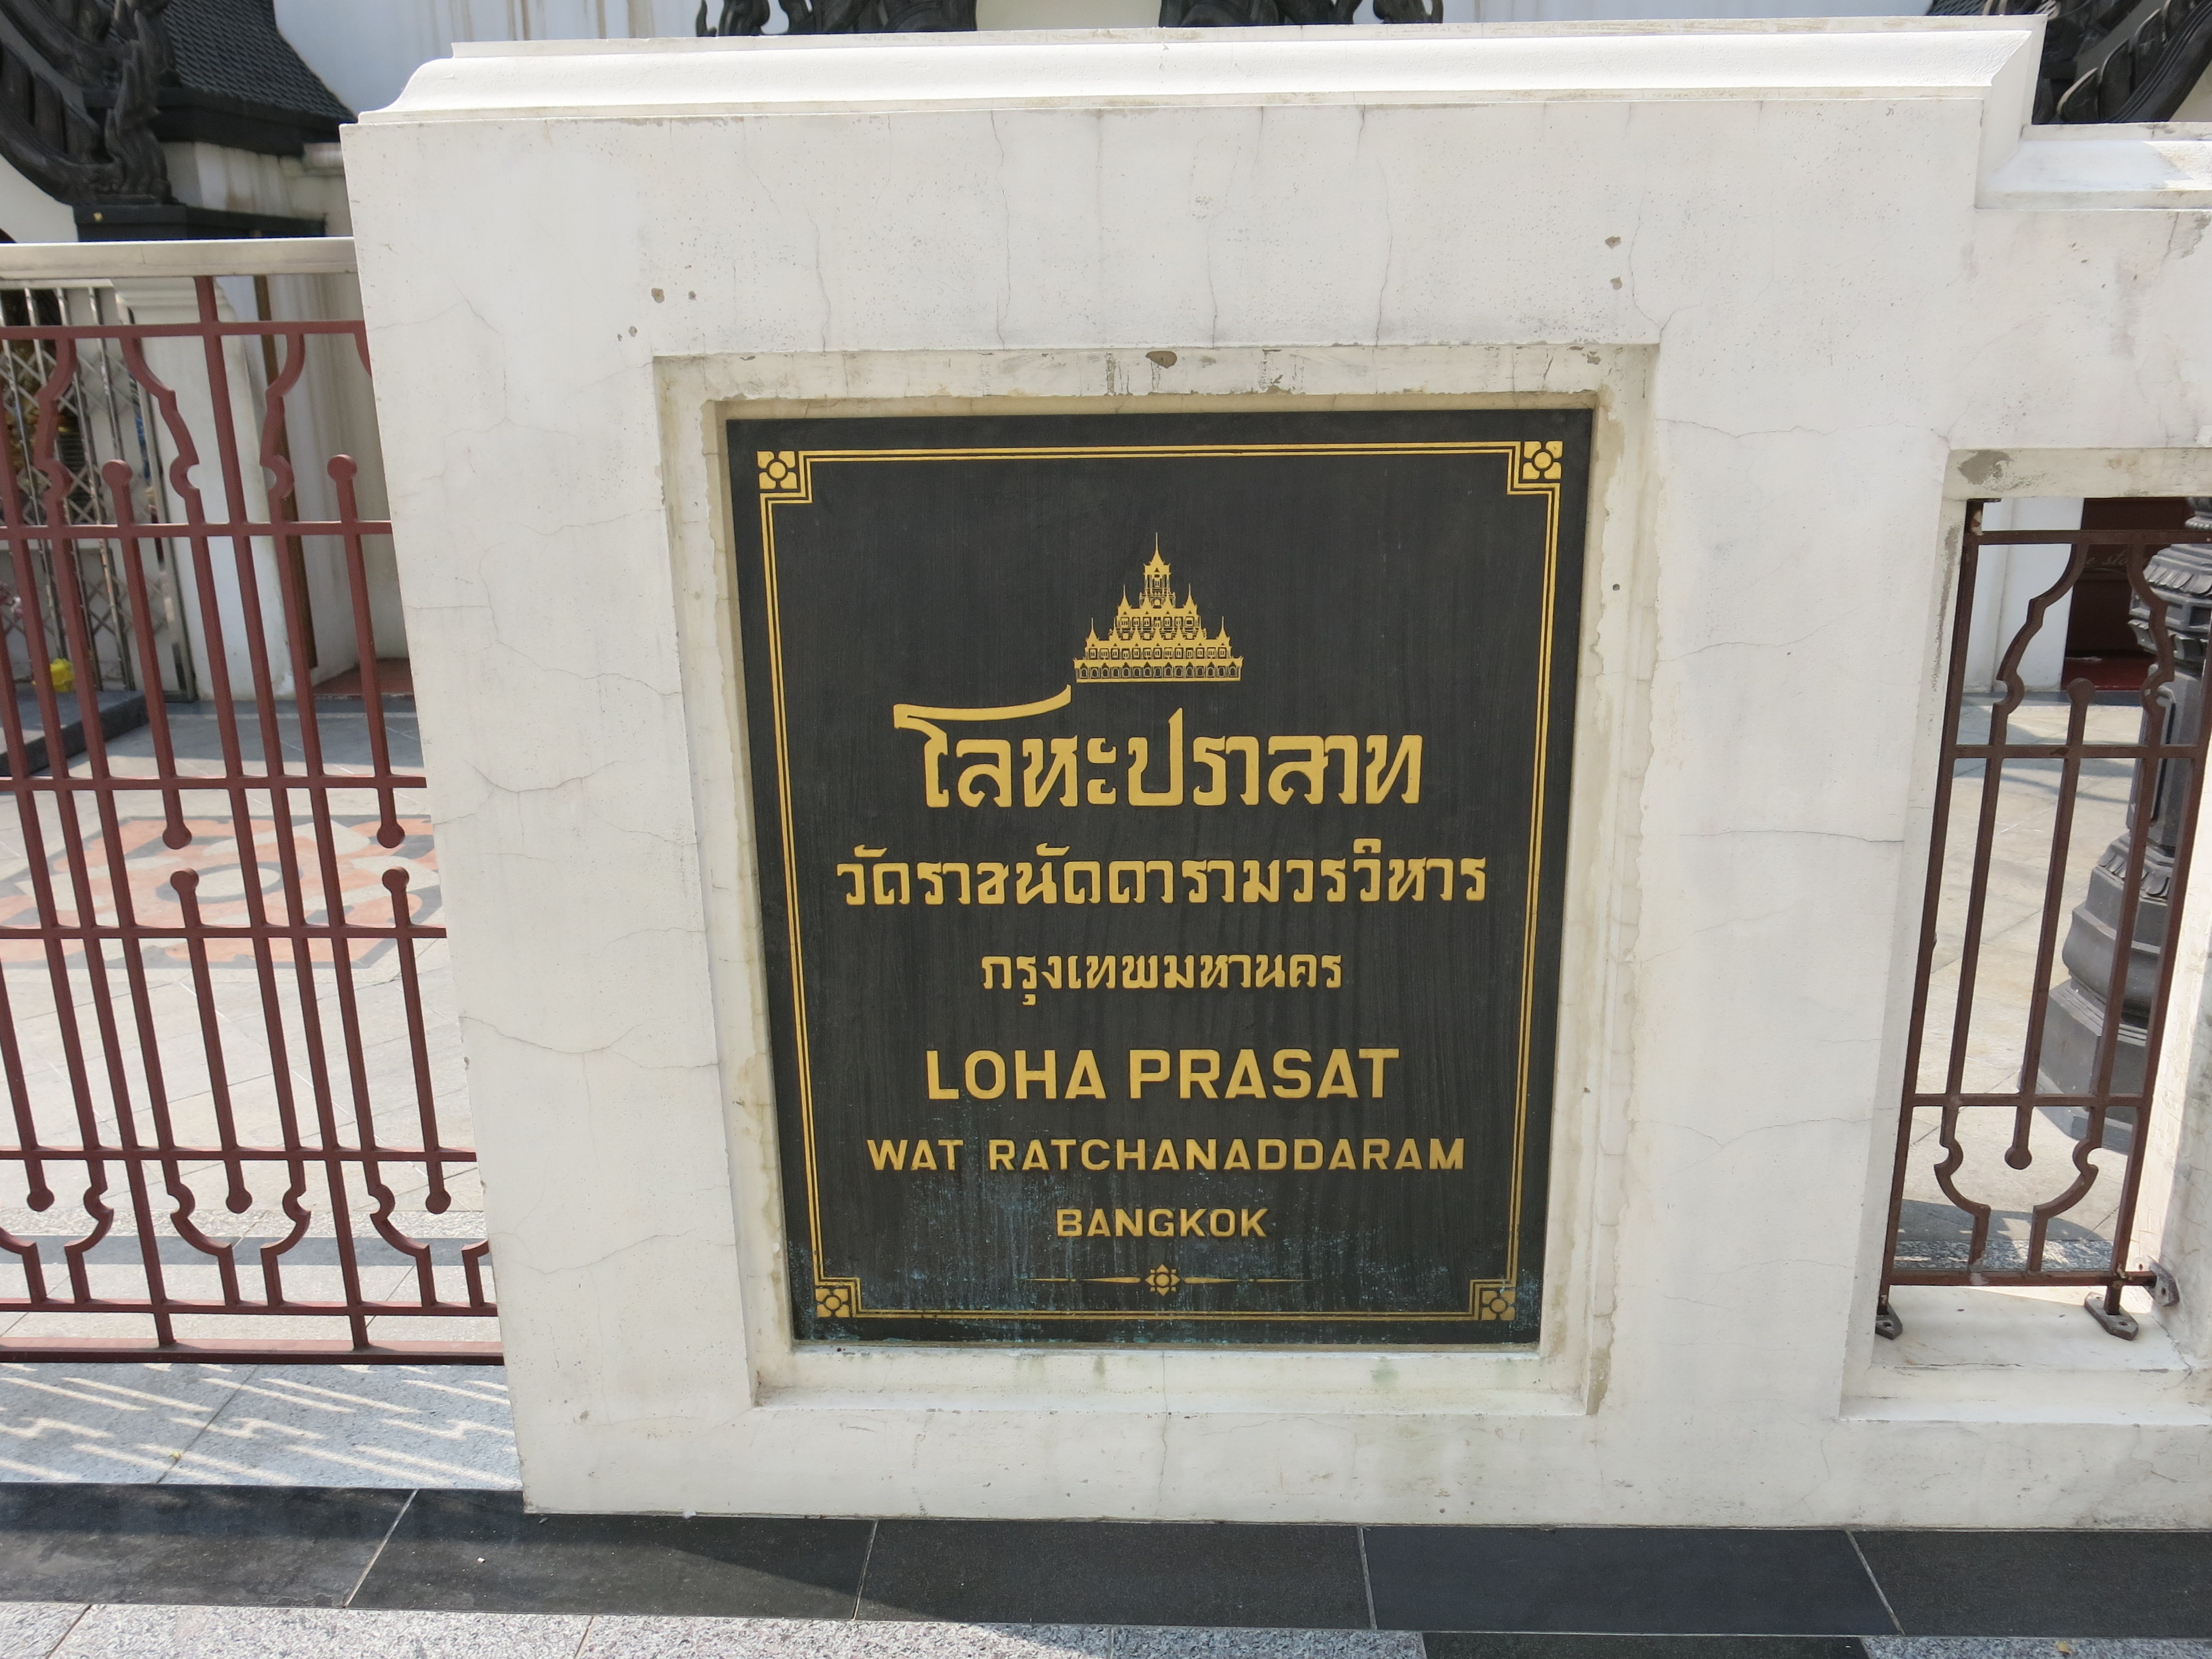 โลหะปราสาท
วัดราชนัดดารามวรวิหาร
กรุงเทพมหานคร
LOHA PRASAT
WAT RATCHANADDARAM
BANGKOK